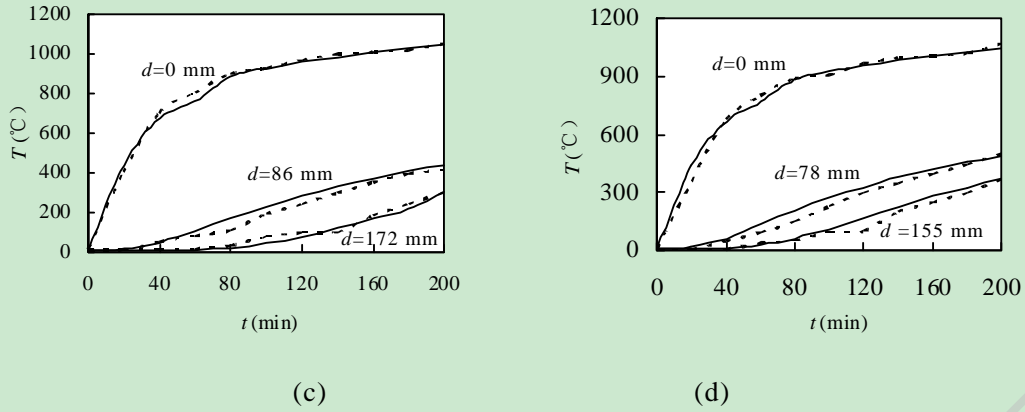 1200
1000
800
600
400
200
0
T (℃)
d=0 mm
d=86 mm
d=172 mm
0 40 80 120 160 200
t (min)
(c)
1200
900
600
300
0
T (℃)
d=0 mm
d=78 mm
d =155 mm
0 40 80 120 160 200
t (min)
(d)